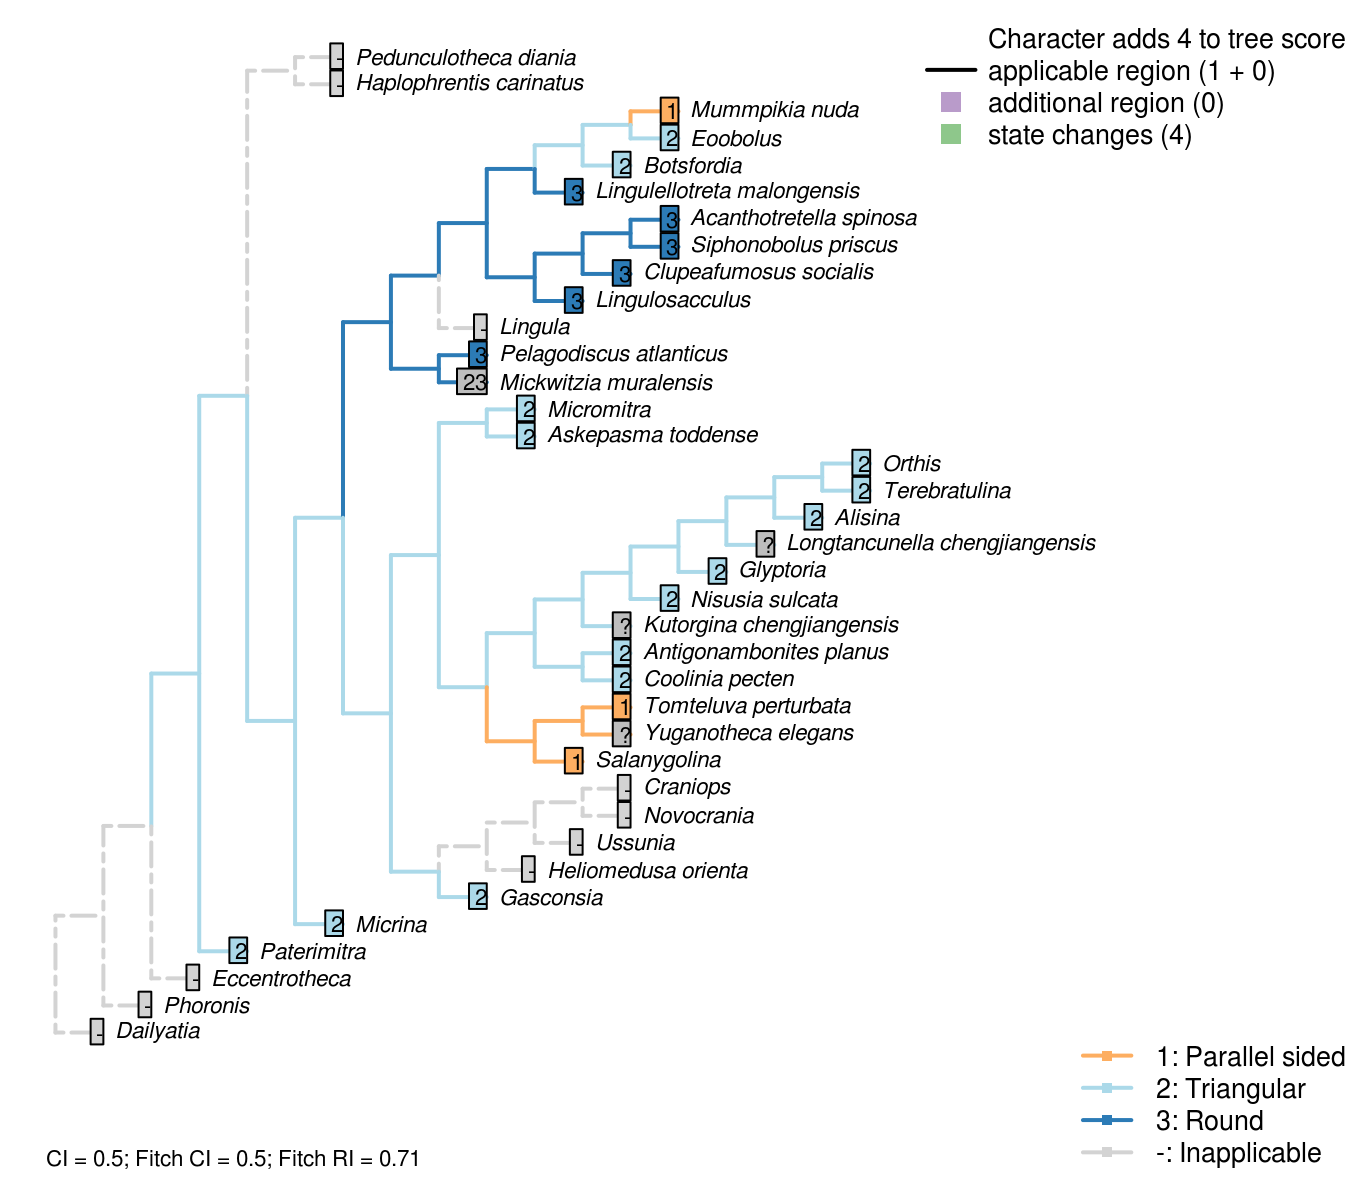 Character adds 4 to tree score
applicable region (1 + 0)
additional region (0)
state changes (4)
- Pedunculotheca diania
- Haplophrentis carinatus
1 Mummpikia nuda
2 Eoobolus
2 Botsfordia
3 Lingulellotreta malongensis
3 Acanthotretella spinosa
3 Siphonobolus priscus
3 Clupeafumosus socialis
3 Lingulosacculus
- Lingula
3 Pelagodiscus atlanticus
23 Mickwitzia muralensis
2 Micromitra
2 Askepasma toddense
2 Orthis
2 Terebratulina
2 Alisina
? Longtancunella chengjiangensis
2 Glyptoria
2 Nisusia sulcata
? Kutorgina chengjiangensis
2 Antigonambonites planus
2 Coolinia pecten
1 Tomteluva perturbata
? Yuganotheca elegans
1 Salanygolina
- Craniops
- Novocrania
- Ussunia
- Heliomedusa orienta
2 Gasconsia
2 Micrina
2 Paterimitra
- Eccentrotheca
- Phoronis
- Dailyatia
1: Parallel sided
2: Triangular
3: Round
-: Inapplicable
CI = 0.5; Fitch CI = 0.5; Fitch RI = 0.71